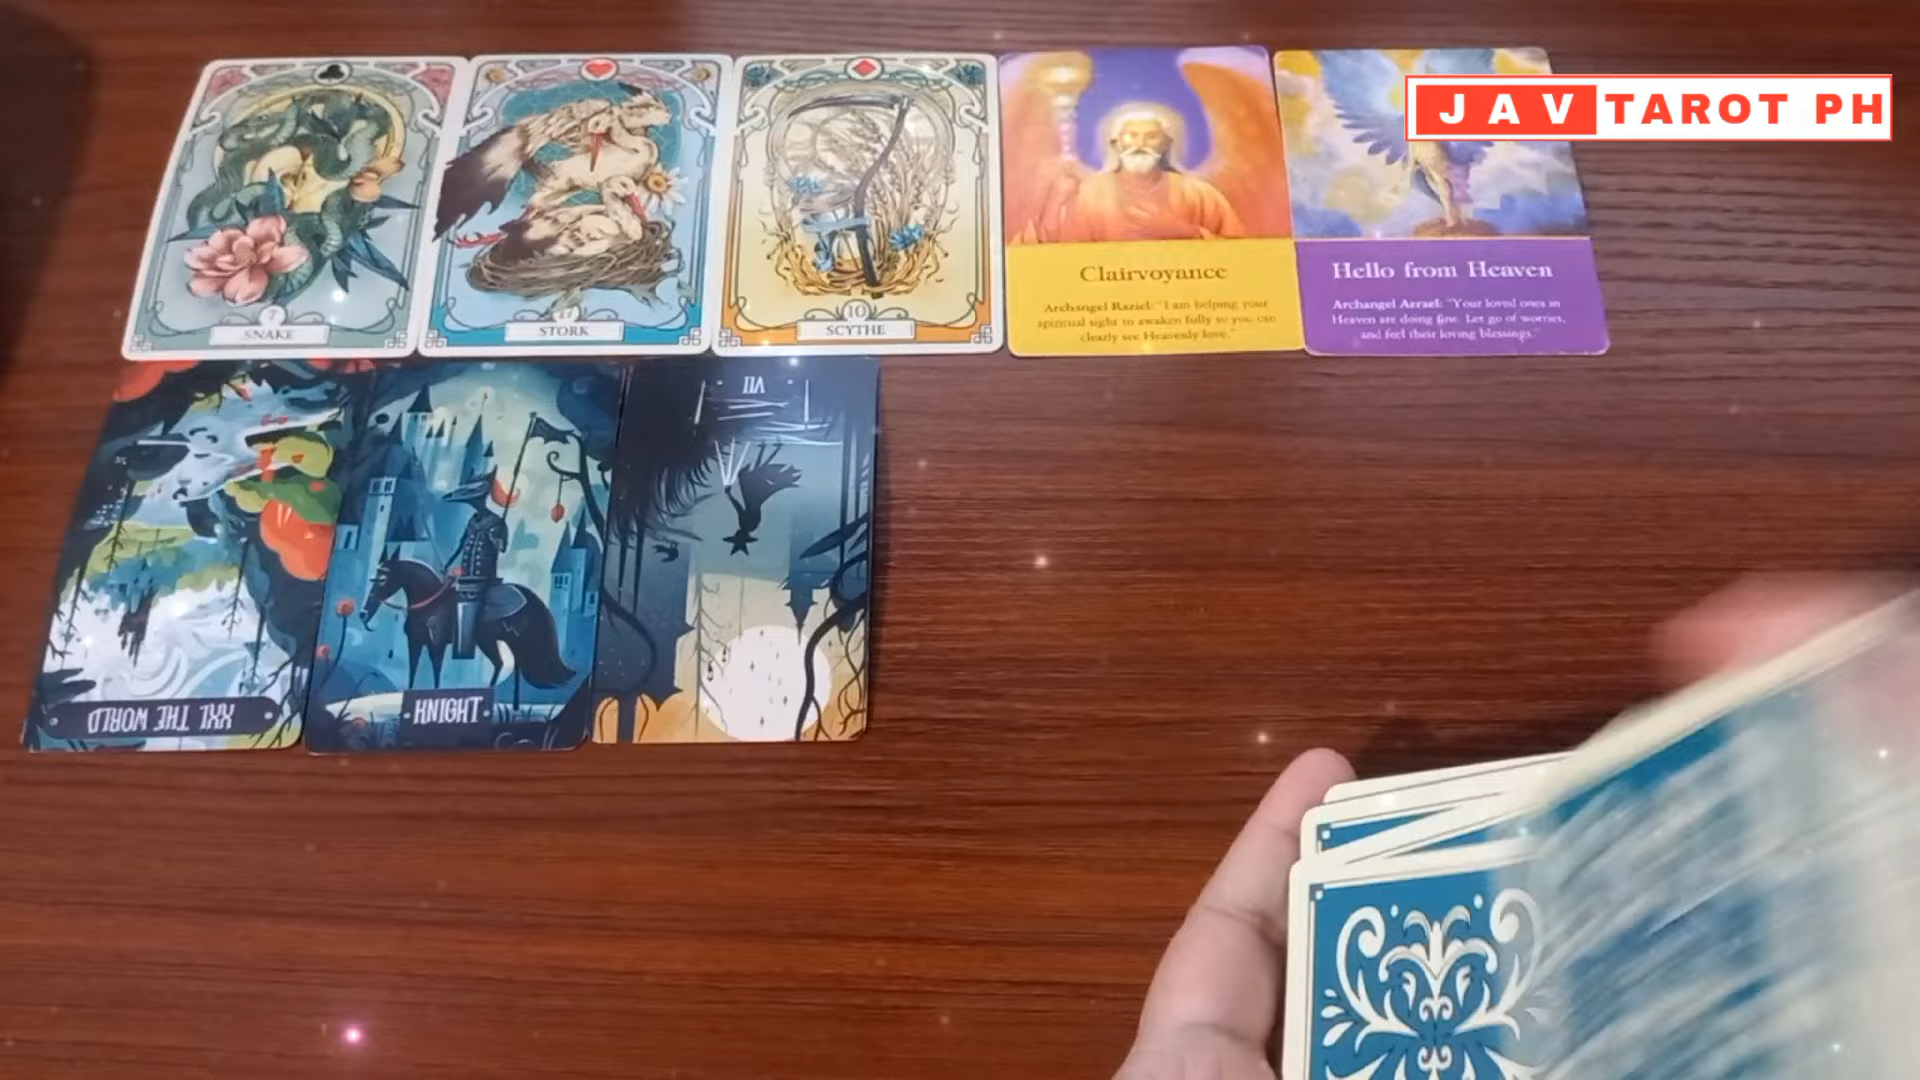 JAV TAROT PH
7
SNAKE
17
STORK
10
SCYTHE
Clairvoyance
Archangel Raziel: "I am helping your
spiritual sight to awaken fully so you can
clearly see Heavenly love."
Hello from Heaven
Archangel Azrael: "Your loved ones in
Heaven are doing fine. Let go of worries,
and feel their loving blessings."
VII
XXI. THE WORLD
·KNIGHT·